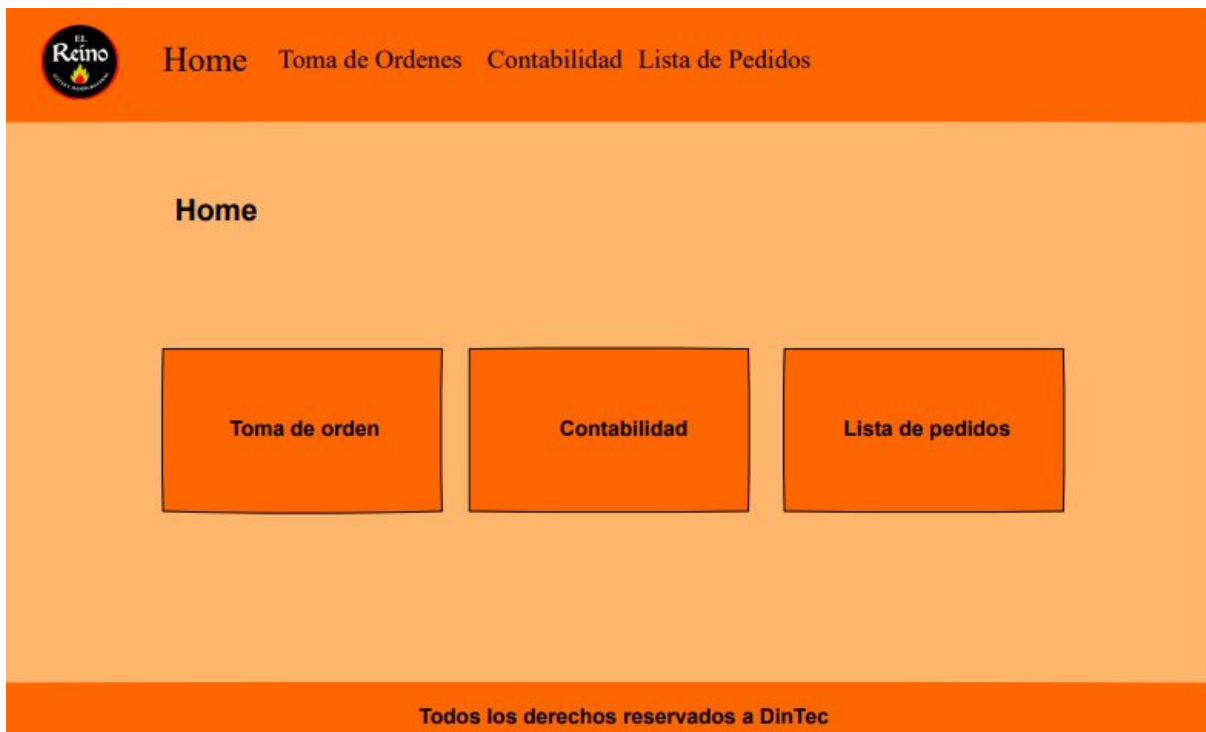 EL
Reino
Home Toma de Ordenes Contabilidad Lista de Pedidos
Home
Toma de orden Contabilidad Lista de pedidos
Todos los derechos reservados a DinTec